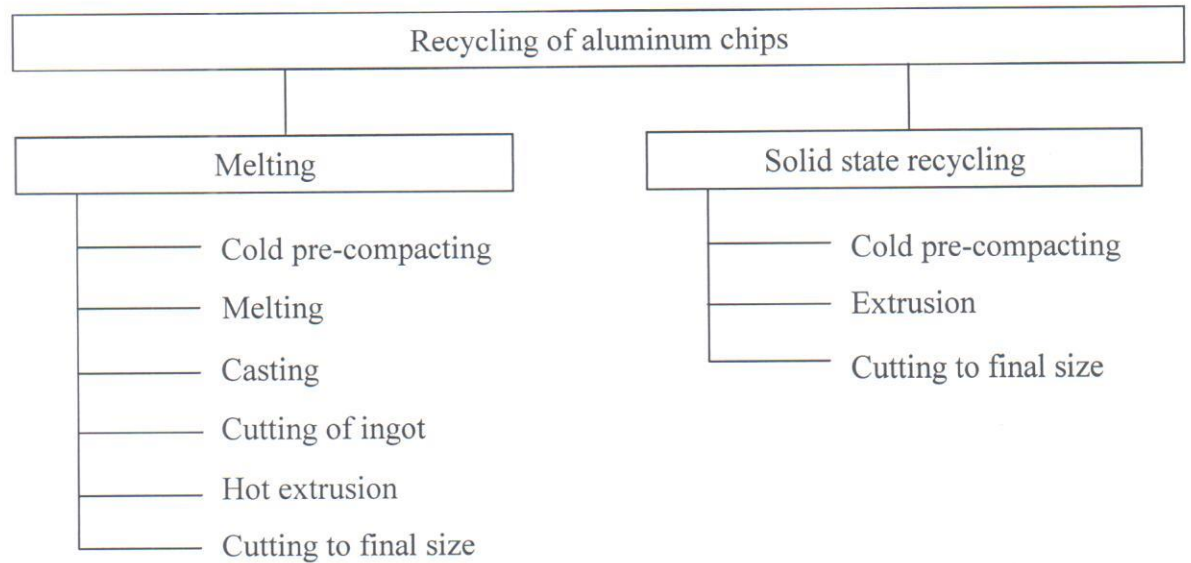 Recycling of aluminum chips
Melting
Cold pre-compacting
Melting
Casting
Cutting of ingot
Hot extrusion
Cutting to final size
Solid state recycling
Cold pre-compacting
Extrusion
Cutting to final size